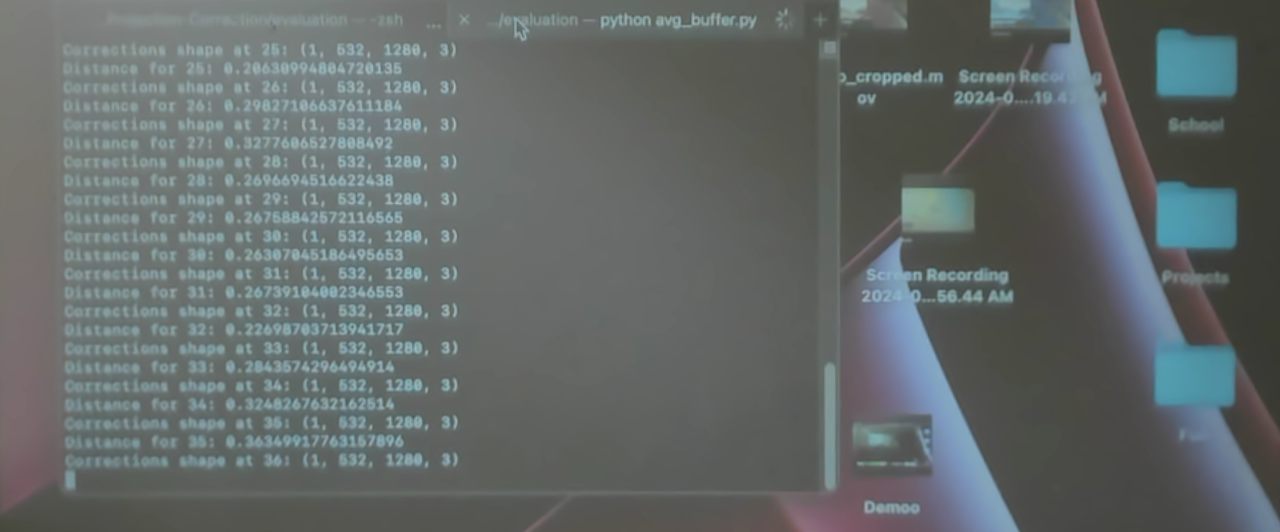 Projection-Correction/evaluation — -zsh ...
../evaluation — python avg_buffer.py
Corrections shape at 25: (1, 532, 1280, 3)
Distance for 25: 0.20630994804720135
Corrections shape at 26: (1, 532, 1280, 3)
Distance for 26: 0.29827106637611184
Corrections shape at 27: (1, 532, 1280, 3)
Distance for 27: 0.3277606527808492
Corrections shape at 28: (1, 532, 1280, 3)
Distance for 28: 0.2696694516622438
Corrections shape at 29: (1, 532, 1280, 3)
Distance for 29: 0.26758842572116565
Corrections shape at 30: (1, 532, 1280, 3)
Distance for 30: 0.26307045186495653
Corrections shape at 31: (1, 532, 1280, 3)
Distance for 31: 0.26739104002346553
Corrections shape at 32: (1, 532, 1280, 3)
Distance for 32: 0.22698703713941717
Corrections shape at 33: (1, 532, 1280, 3)
Distance for 33: 0.2843574296494914
Corrections shape at 34: (1, 532, 1280, 3)
Distance for 34: 0.3248267632162514
Corrections shape at 35: (1, 532, 1280, 3)
Distance for 35: 0.363499177631578​96
Corrections shape at 36: (1, 532, 1280, 3)
o_cropped.m
ov
Screen Recording
2024-0....19.47 M
School
Screen Recording
2024-0...56.44 AM
Projects
Demoo